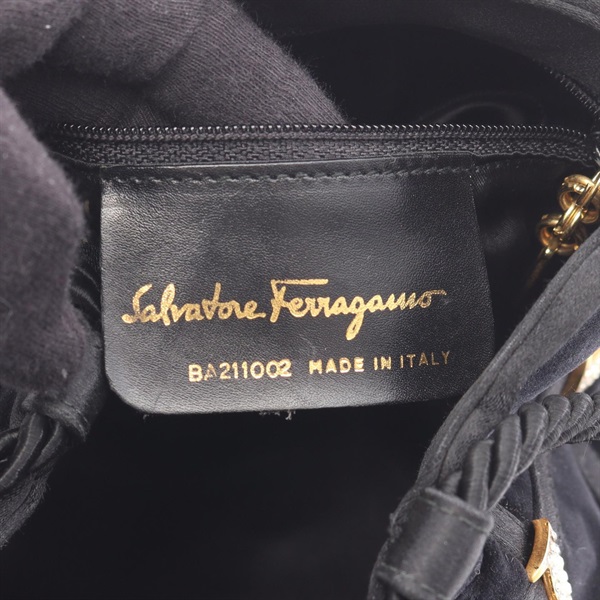 Salvatore Ferragamo
BA211002 MADE IN ITALY